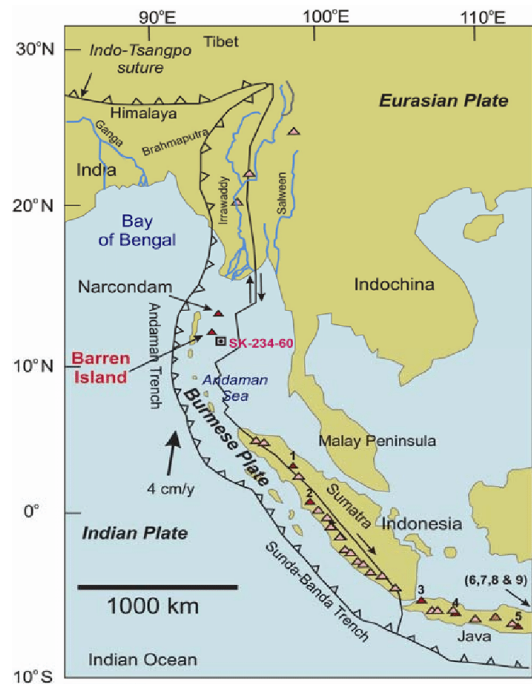 90°E
100°E
110°E
30°N
Tibet
Indo-Tsangpo
suture
Eurasian Plate
Himalaya
Ganga
Brahmaputra
India
20°N
Irrawaddy
Salween
Bay
of Bengal
Indochina
Narcondam
SK-234-60
Barren
Island
10°N
Andaman Trench
Andaman
Sea
Burmese Plate
Malay Peninsula
4 cm/y
1
2
Sumatra
0°
Indonesia
Indian Plate
(6,7,8 & 9)
Sunda-Banda Trench
3
4
5
1000 km
Java
Indian Ocean
10°S